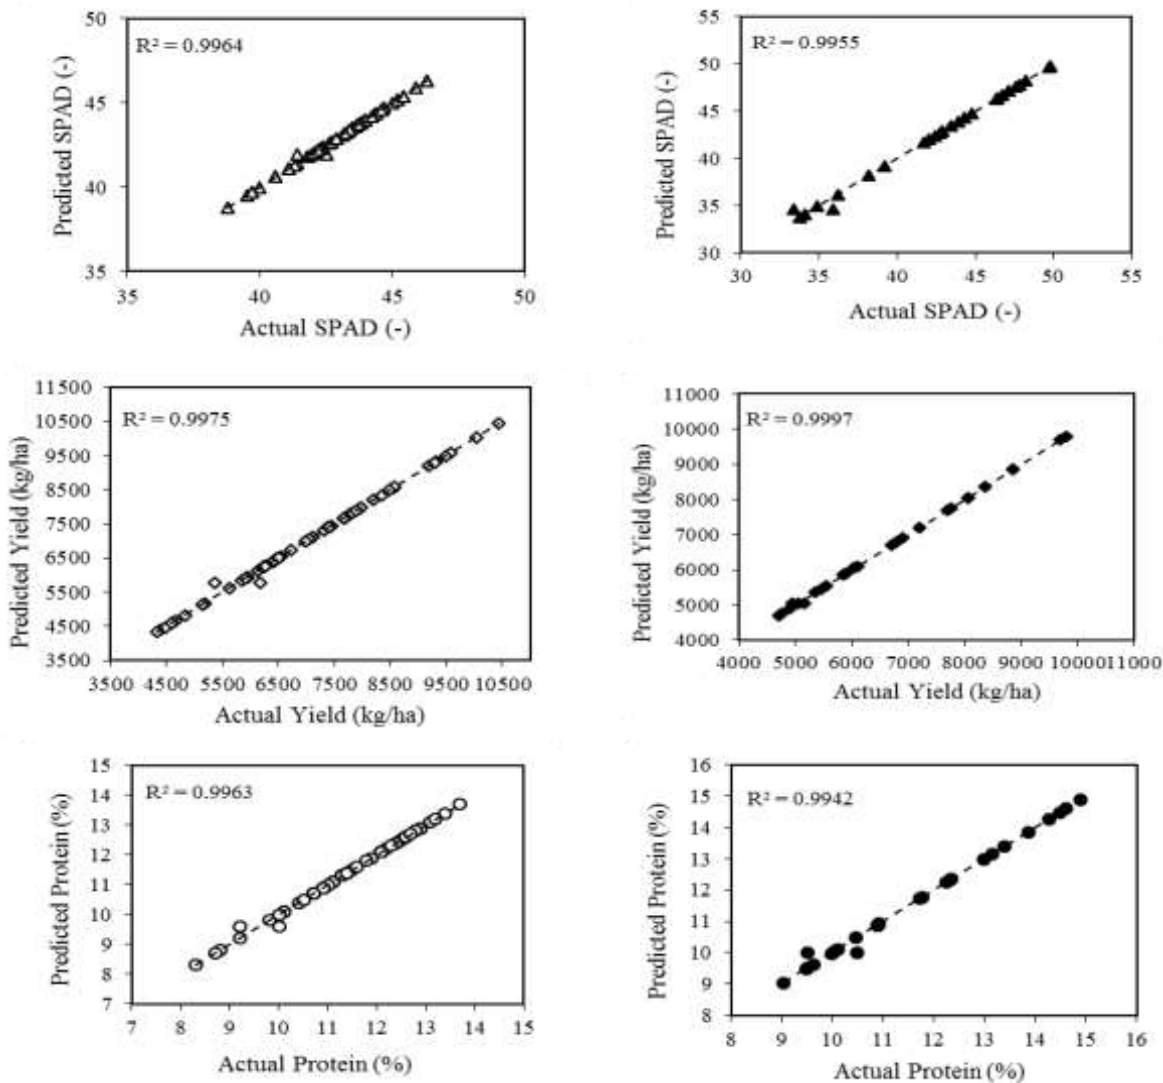 50
R² = 0.9964
45
40
35
35 40 45 50
Predicted SPAD (-)
Actual SPAD (-)
55
R² = 0.9955
50
45
40
35
30
30 35 40 45 50 55
Predicted SPAD (-)
Actual SPAD (-)
11500
R² = 0.9975
10500
9500
8500
7500
6500
5500
4500
3500
3500 4500 5500 6500 7500 8500 9500 10500
Predicted Yield (kg/ha)
Actual Yield (kg/ha)
11000
R² = 0.9997
10000
9000
8000
7000
6000
5000
4000
4000 5000 6000 7000 8000 9000 10000 11000
Predicted Yield (kg/ha)
Actual Yield (kg/ha)
15
R² = 0.9963
14
13
12
11
10
9
8
7
7 8 9 10 11 12 13 14 15
Predicted Protein (%)
Actual Protein (%)
16
R² = 0.9942
15
14
13
12
11
10
9
8
8 9 10 11 12 13 14 15 16
Predicted Protein (%)
Actual Protein (%)